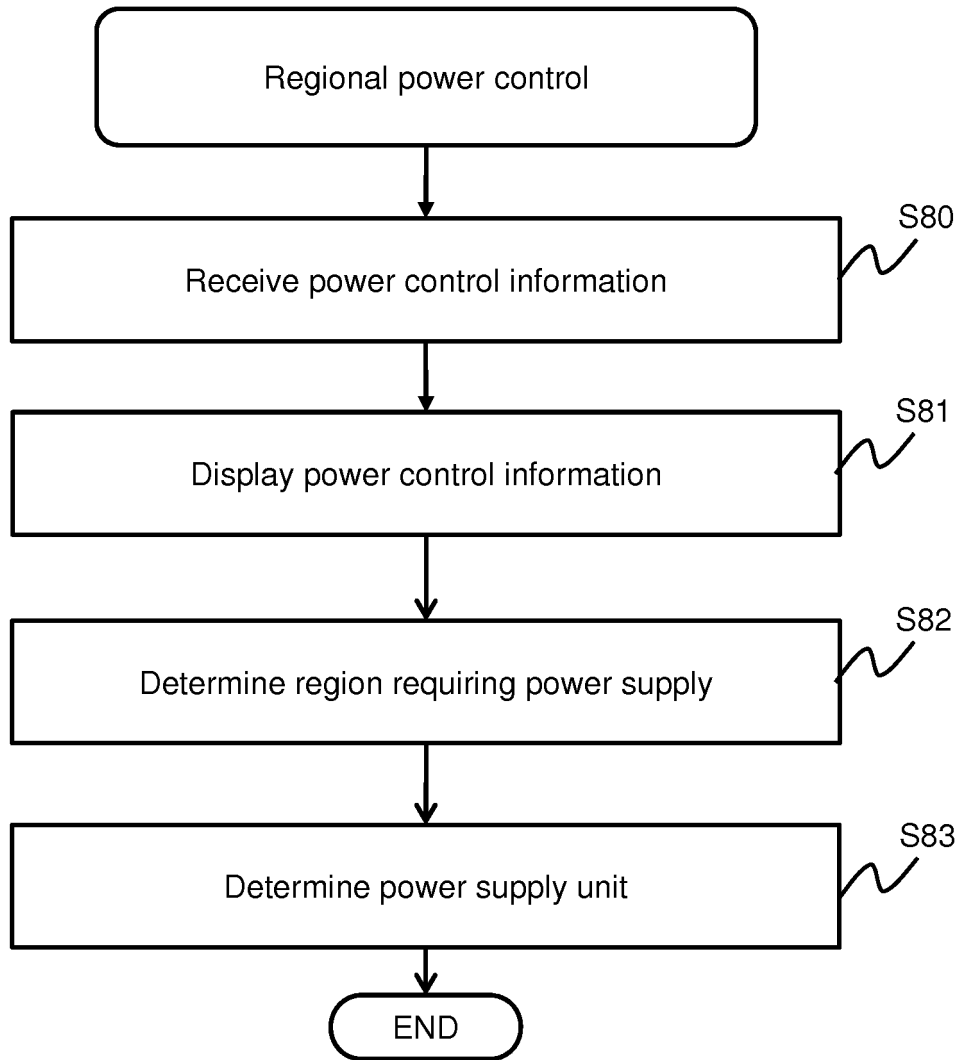 Regional power control
S80
Receive power control information
S81
Display power control information
S82
Determine region requiring power supply
S83
Determine power supply unit
END